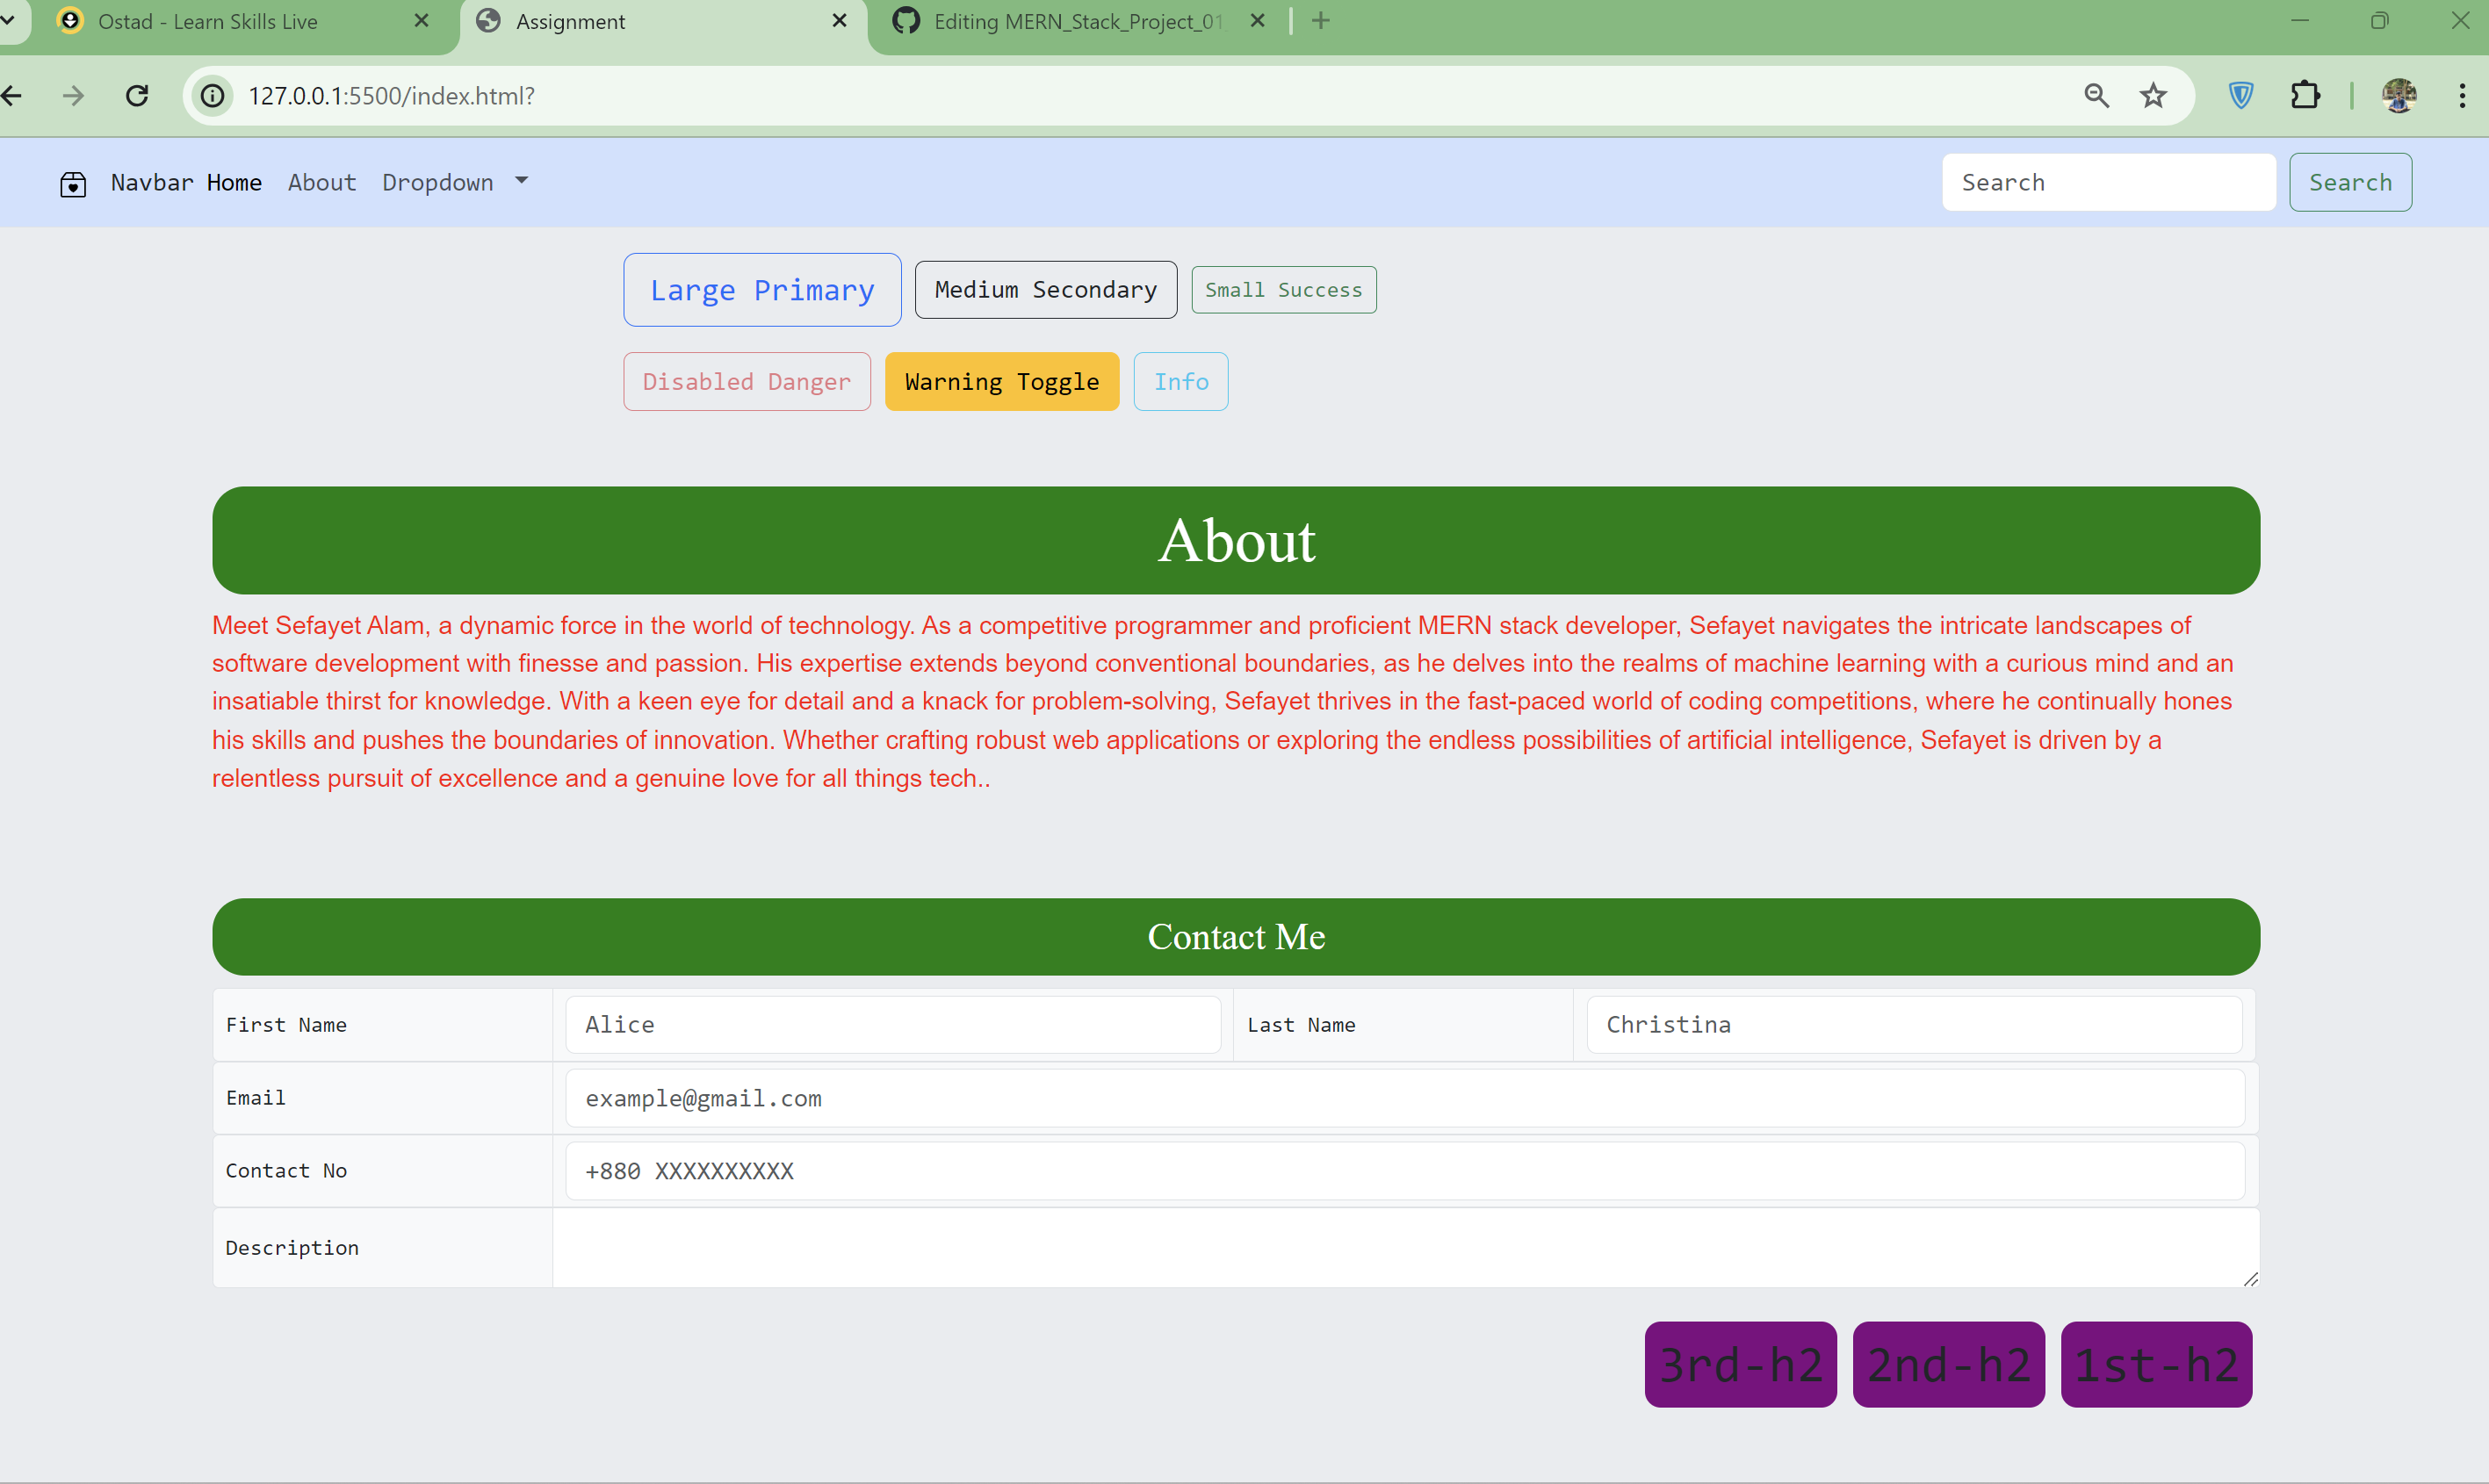 Ostad - Learn Skills Live
Assignment
Editing MERN_Stack_Project_01
127.0.0.1:5500/index.html?
Navbar Home About Dropdown
Search Search
Large Primary Medium Secondary Small Success
Disabled Danger Warning Toggle Info
About
Meet Sefayet Alam, a dynamic force in the world of technology. As a competitive programmer and proficient MERN stack developer, Sefayet navigates the intricate landscapes of
software development with finesse and passion. His expertise extends beyond conventional boundaries, as he delves into the realms of machine learning with a curious mind and an
insatiable thirst for knowledge. With a keen eye for detail and a knack for problem-solving, Sefayet thrives in the fast-paced world of coding competitions, where he continually hones
his skills and pushes the boundaries of innovation. Whether crafting robust web applications or exploring the endless possibilities of artificial intelligence, Sefayet is driven by a
relentless pursuit of excellence and a genuine love for all things tech..
Contact Me
First Name Alice Last Name Christina
Email example@gmail.com
Contact No +880 XXXXXXXXXX
Description
3rd-h2 2nd-h2 1st-h2